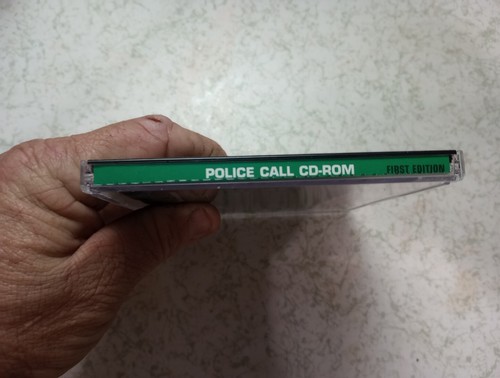 POLICE CALL CD-ROM FIRST EDITION